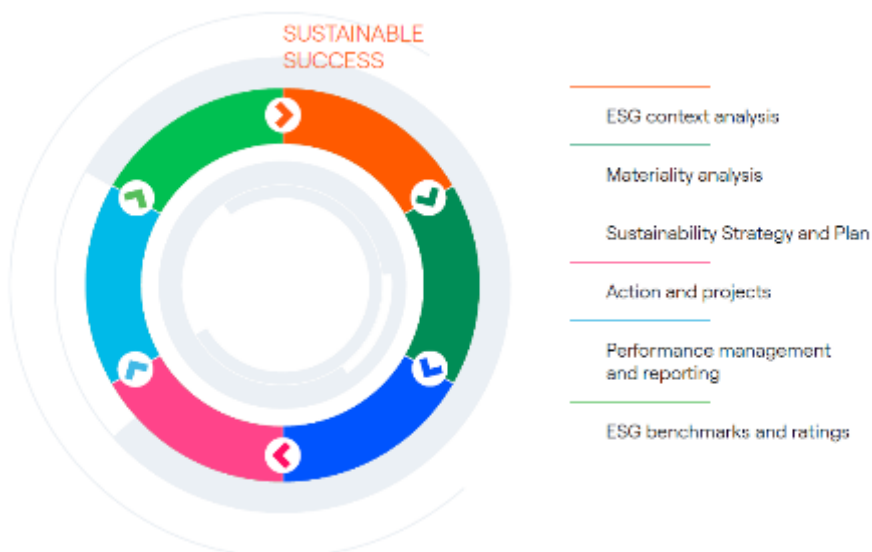 SUSTAINABLE
SUCCESS
ESG context analysis
Materiality analysis
Sustainability Strategy and Plan
Action and projects
Performance management
and reporting
ESG benchmarks and ratings